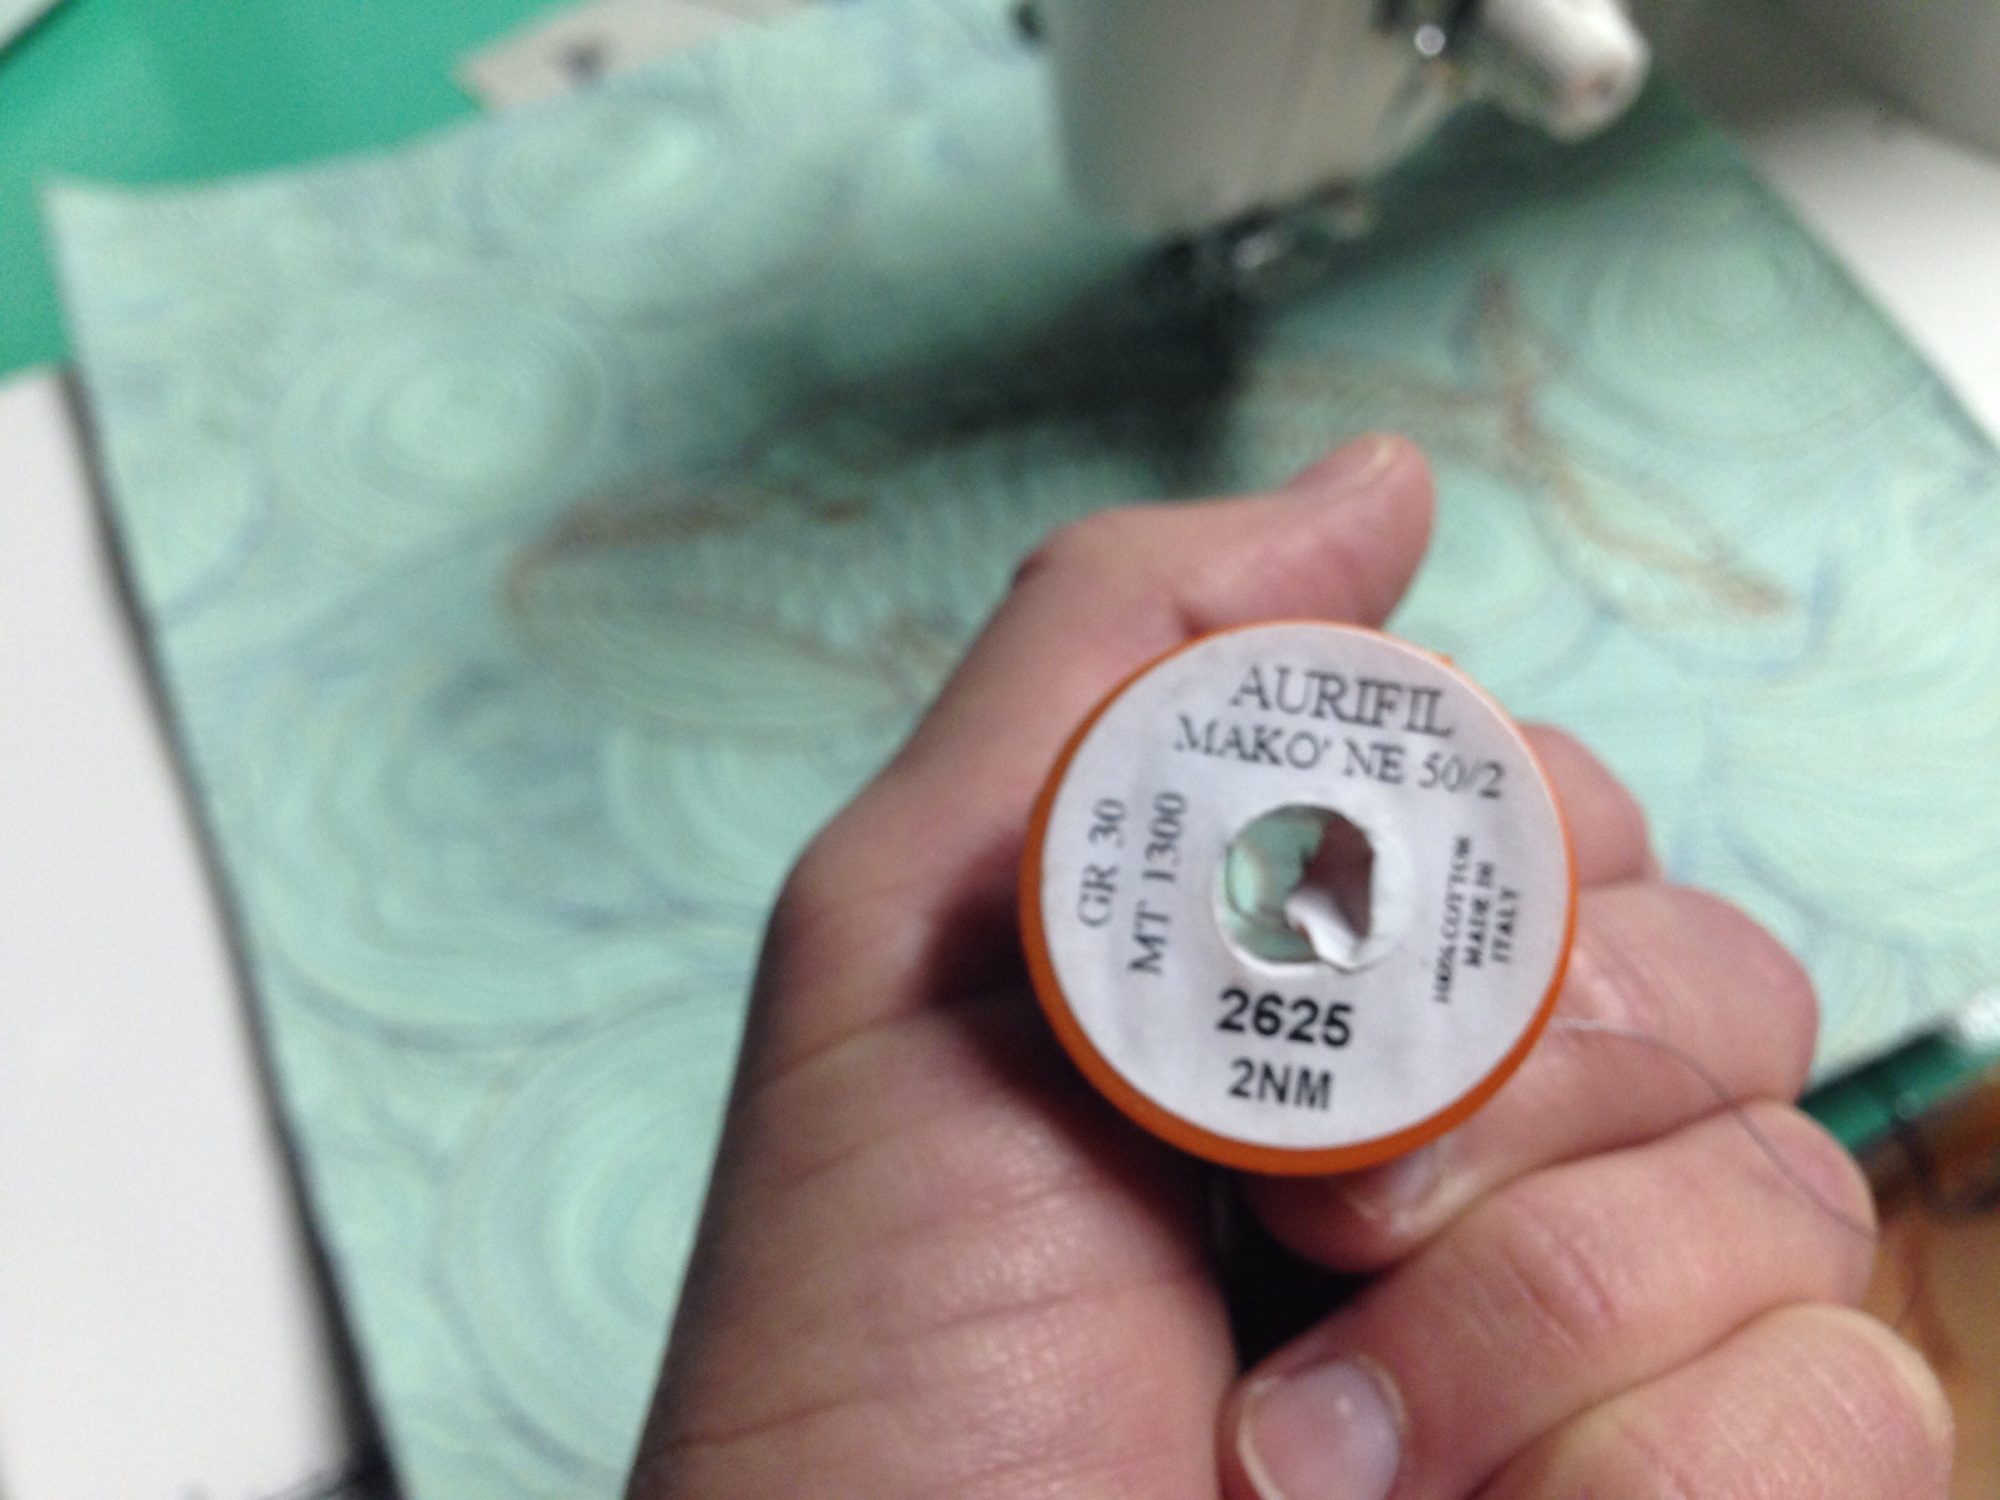 AURIFIL
MAKO' NE 50/2
GR 30
MT 1300
100% COTTON
MADE IN
ITALY
2625
2NM